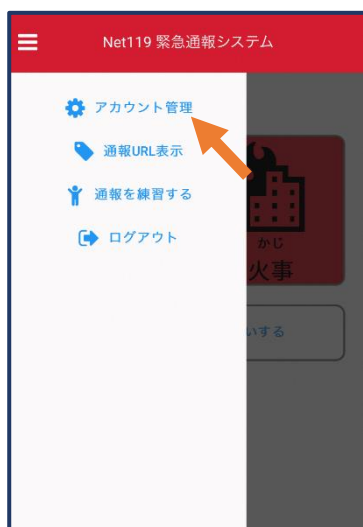 Net119 緊急通報システム
アカウント管理
通報URL表示
通報を練習する
ログアウト
かじ
火事
いする